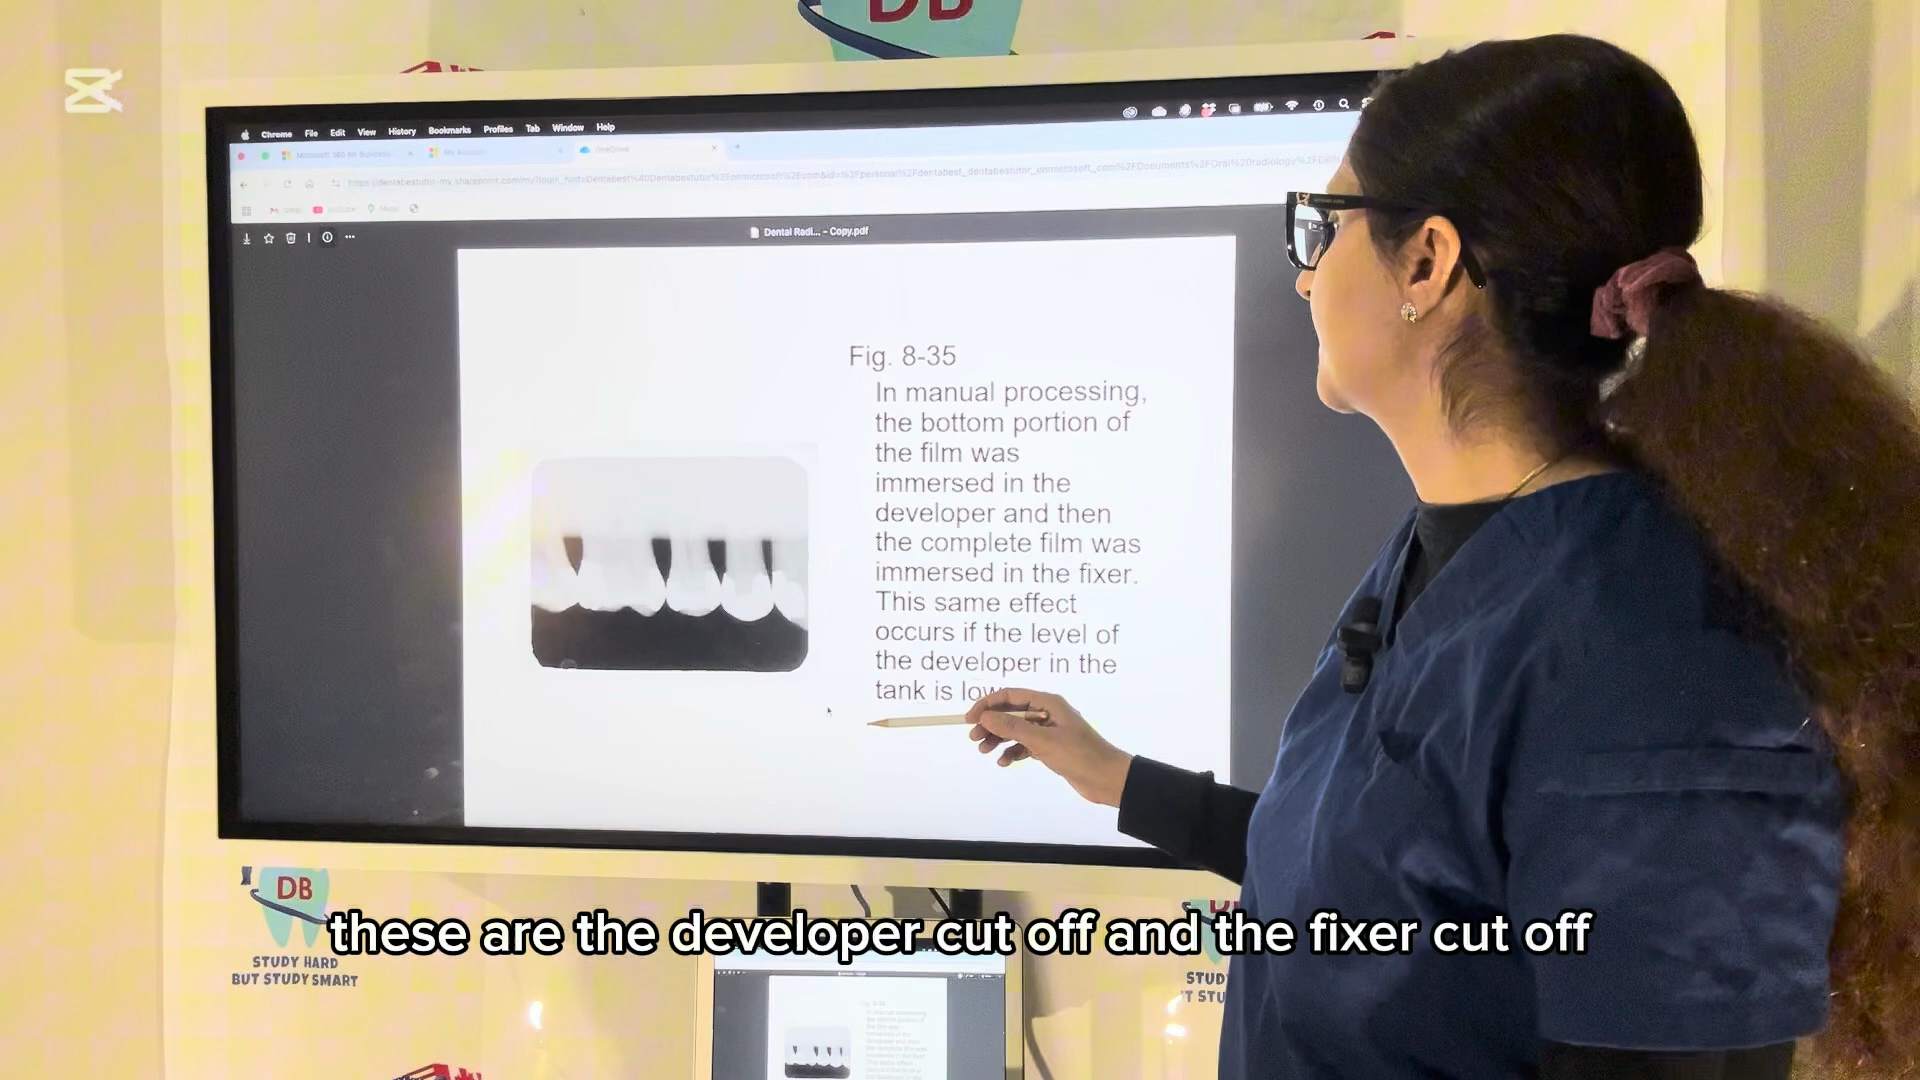 DB
Chrome File Edit View History Bookmarks Profiles Tab Window Help
OneDrive
Dental Radi... – Copy.pdf
Fig. 8-35
In manual processing,
the bottom portion of
the film was
immersed in the
developer and then
the complete film was
immersed in the fixer.
This same effect
occurs if the level of
the developer in the
tank is low
DB
these are the developer cut off and the fixer cut off
STUDY HARD
BUT STUDY SMART